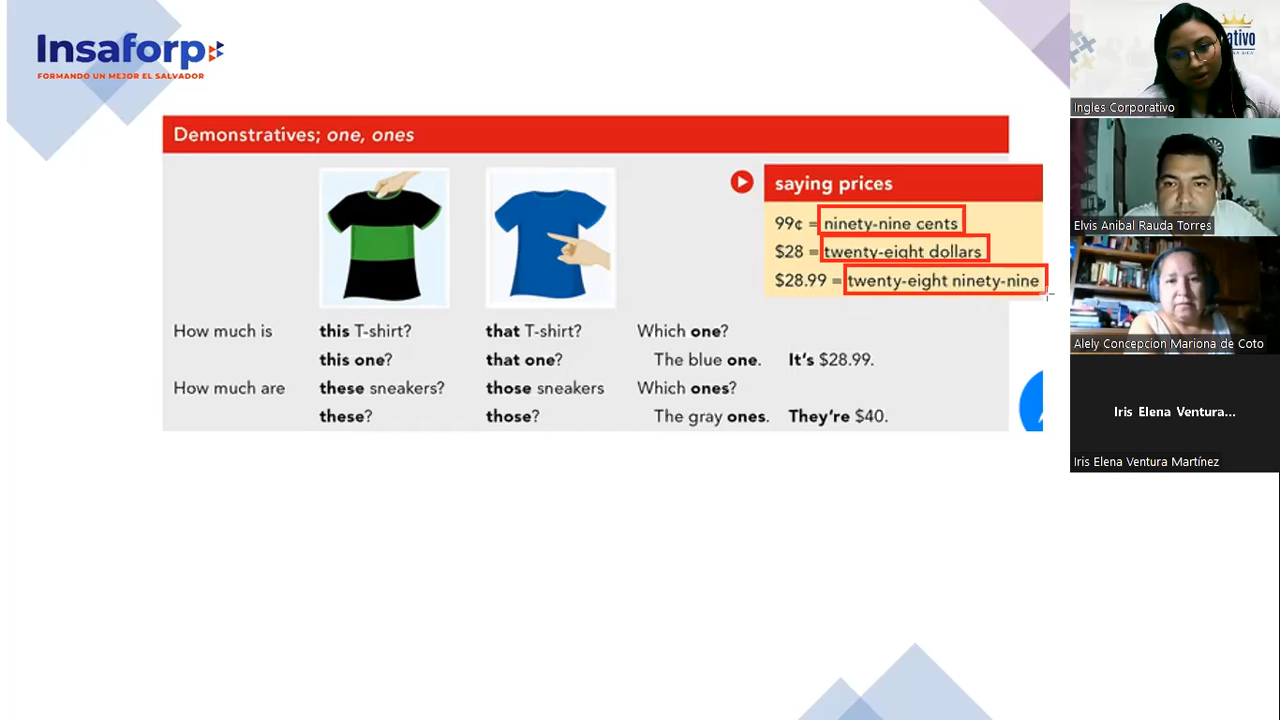 Insaforp
FORMANDO UN MEJOR EL SALVADOR
Demonstratives; one, ones
saying prices
99¢ = ninety-nine cents
$28 = twenty-eight dollars
$28.99 = twenty-eight ninety-nine
How much is this T-shirt? that T-shirt? Which one?
this one? that one? The blue one. It's $28.99.
How much are these sneakers? those sneakers Which ones?
these? those? The gray ones. They're $40.
Ingles Corporativo
Elvis Anibal Rauda Torres
Alely Concepcion Mariona de Coto
Iris Elena Ventura...
Iris Elena Ventura Martínez